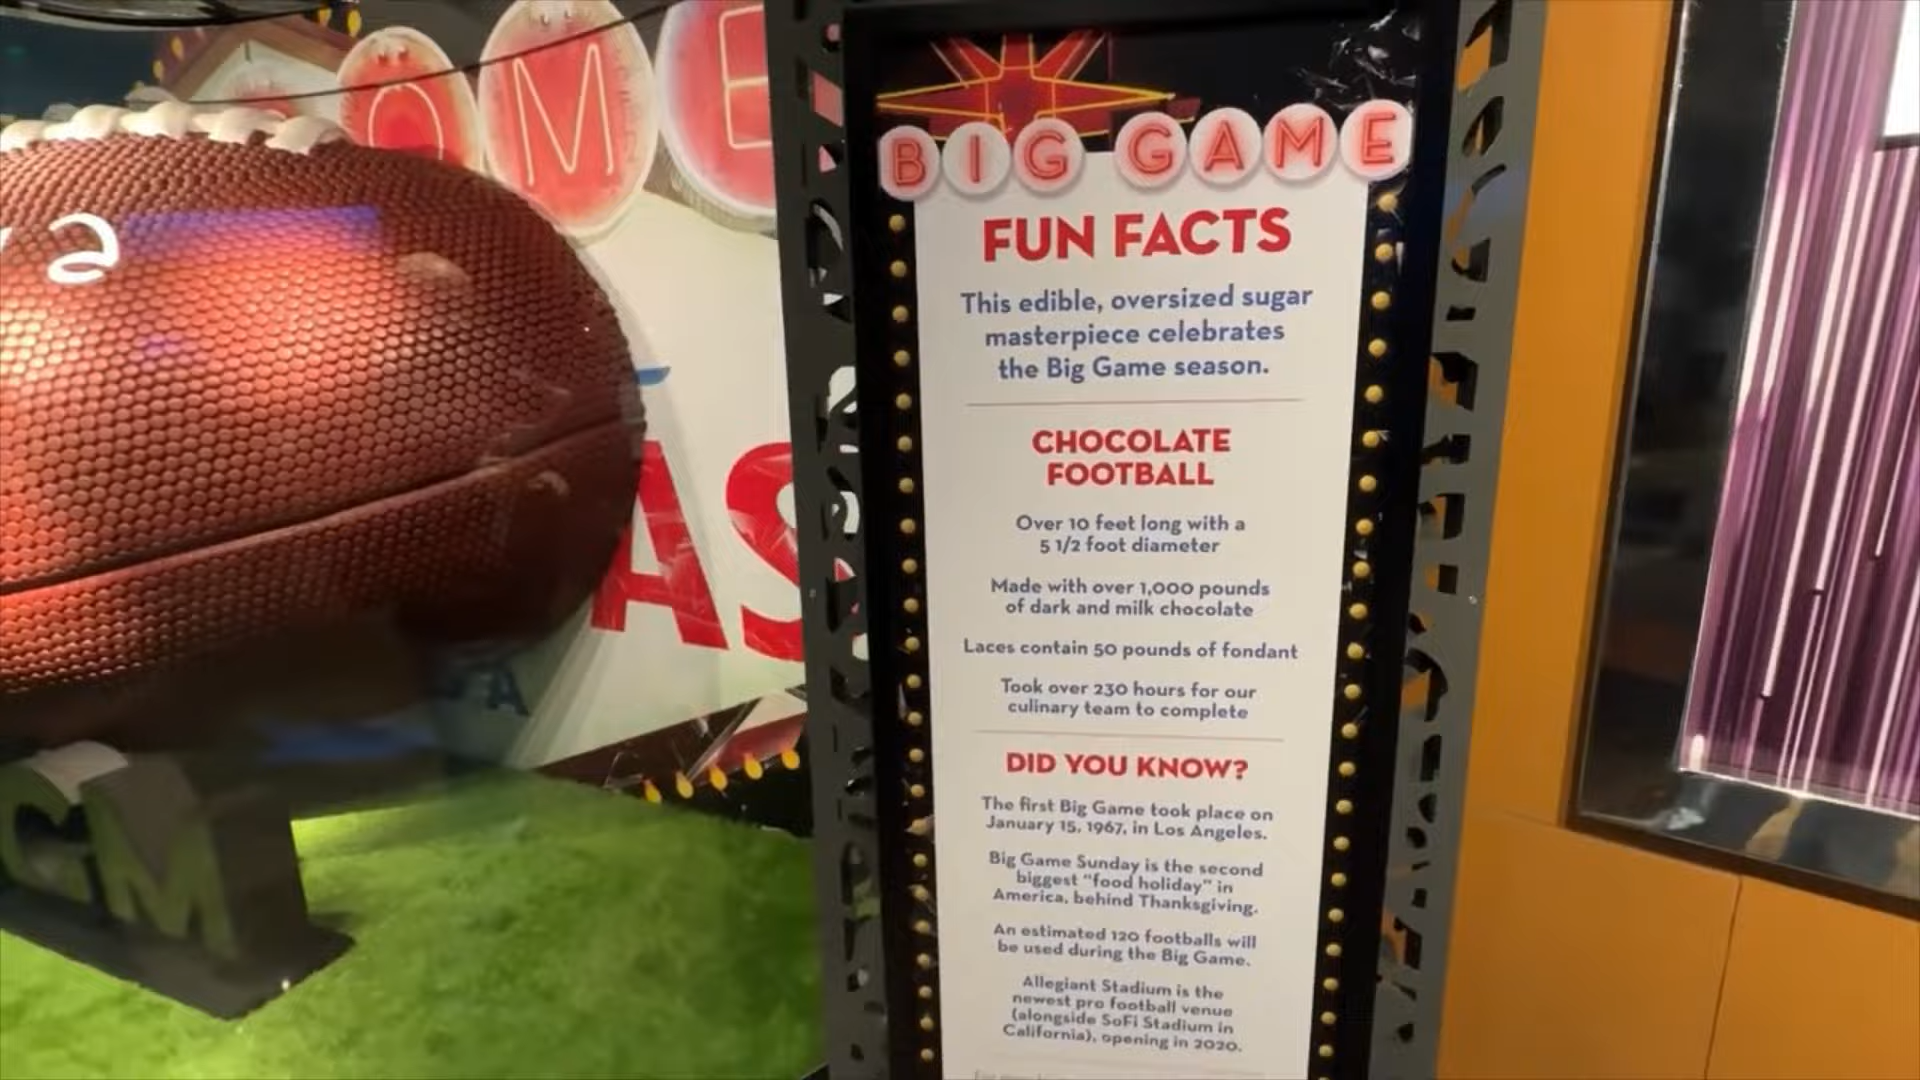 OME
va
AS
GM
BIG GAME
FUN FACTS
This edible, oversized sugar
masterpiece celebrates
the Big Game season.
CHOCOLATE
FOOTBALL
Over 10 feet long with a
5 1/2 foot diameter
Made with over 1,000 pounds
of dark and milk chocolate
Laces contain 50 pounds of fondant
Took over 230 hours for our
culinary team to complete
DID YOU KNOW?
The first Big Game took place on
January 15, 1967, in Los Angeles.
Big Game Sunday is the second
biggest "food holiday" in
America, behind Thanksgiving.
An estimated 120 footballs will
be used during the Big Game.
Allegiant Stadium is the
newest pro football venue
(alongside SoFi Stadium in
California), opening in 2020.